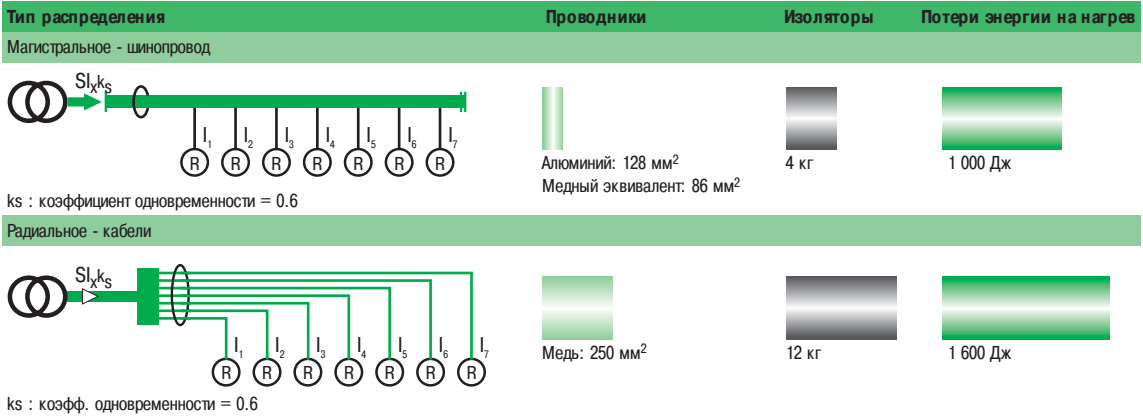 Тип распределения Проводники Изоляторы Потери энергии на нагрев
Магистральное - шинопровод
SIxks
I1 I2 I3 I4 I5 I6 I7
R R R R R R R
Алюминий: 128 мм² 4 кг 1 000 Дж
Медный эквивалент: 86 мм²
ks : коэффициент одновременности = 0.6
Радиальное - кабели
SIxks
I1 I2 I3 I4 I5 I6 I7
R R R R R R R
Медь: 250 мм² 12 кг 1 600 Дж
ks : коэфф. одновременности = 0.6